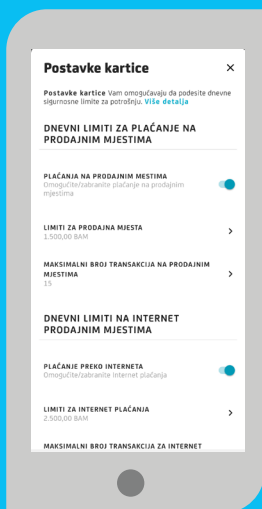 Postavke kartice
Postavke kartice Vam omogućavaju da podesite dnevne
sigurnosne limite za potrošnju. Više detalja
DNEVNI LIMITI ZA PLAĆANJE NA
PRODAJNIM MJESTIMA
PLAĆANJA NA PRODAJNIM MESTIMA
Omogućite/zabranite plaćanje na prodajnim
mjestima
LIMITI ZA PRODAJNA MJESTA
1.500,00 BAM
MAKSIMALNI BROJ TRANSAKCIJA NA PRODAJNIM
MJESTIMA
15
DNEVNI LIMITI NA INTERNET
PRODAJNIM MJESTIMA
PLAĆANJE PREKO INTERNETA
Omogućite/zabranite Internet plaćanja
LIMITI ZA INTERNET PLAĆANJA
2.500,00 BAM
MAKSIMALNI BROJ TRANSAKCIJA ZA INTERNET